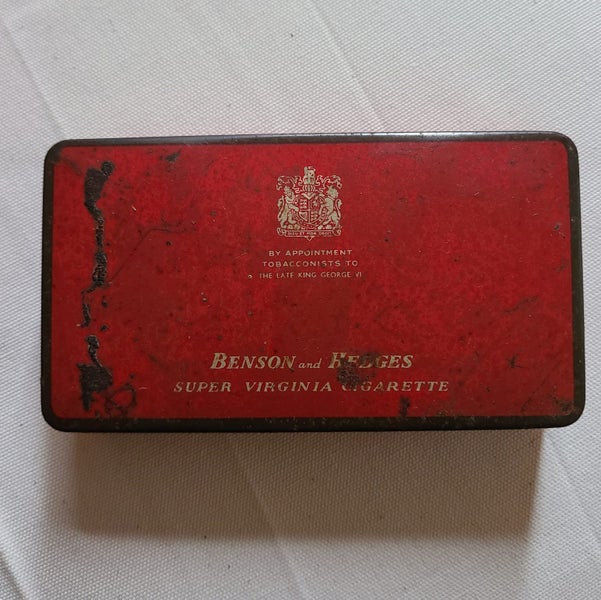 BY APPOINTMENT
TOBACCONISTS TO
THE LATE KING GEORGE VI
BENSON and HEDGES
SUPER VIRGINIA CIGARETTE